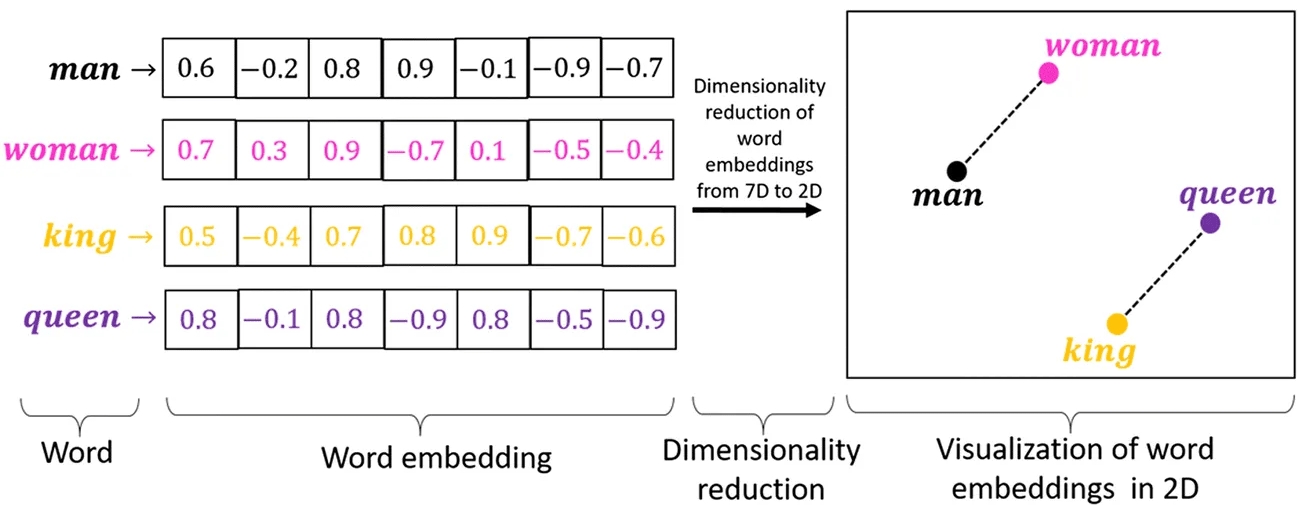 man → 0.6 −0.2 0.8 0.9 −0.1 −0.9 −0.7
woman → 0.7 0.3 0.9 −0.7 0.1 −0.5 −0.4
king → 0.5 −0.4 0.7 0.8 0.9 −0.7 −0.6
queen → 0.8 −0.1 0.8 −0.9 0.8 −0.5 −0.9
Dimensionality
reduction of
word
embeddings
from 7D to 2D
woman
man
queen
king
Word
Word embedding
Dimensionality
reduction
Visualization of word
embeddings in 2D